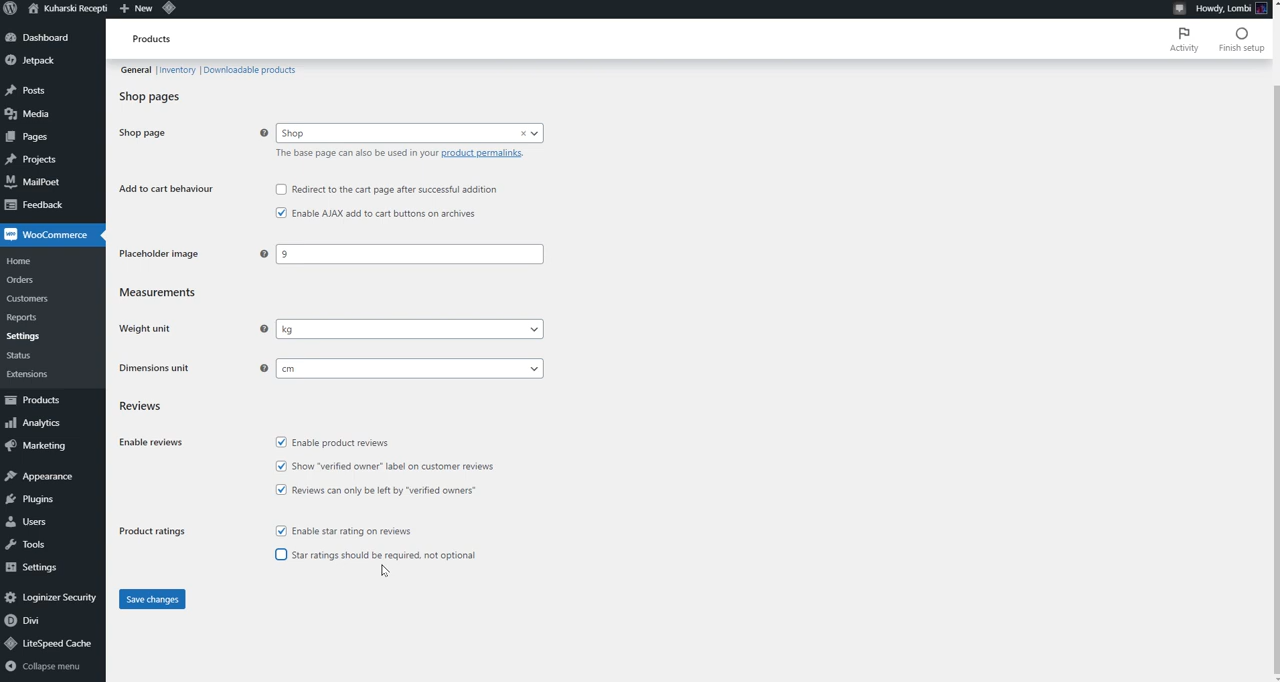 Kuharski Recepti
New
Howdy, Lombi
Dashboard
Jetpack
Posts
Media
Pages
Projects
MailPoet
Feedback
WooCommerce
Home
Orders
Customers
Reports
Settings
Status
Extensions
Products
Analytics
Marketing
Appearance
Plugins
Users
Tools
Settings
Loginizer Security
Divi
LiteSpeed Cache
Collapse menu
Products
Activity
Finish setup
General | Inventory | Downloadable products
Shop pages
Shop page
Shop
The base page can also be used in your product permalinks.
Add to cart behaviour
Redirect to the cart page after successful addition
Enable AJAX add to cart buttons on archives
Placeholder image
9
Measurements
Weight unit
kg
Dimensions unit
cm
Reviews
Enable reviews
Enable product reviews
Show "verified owner" label on customer reviews
Reviews can only be left by "verified owners"
Product ratings
Enable star rating on reviews
Star ratings should be required, not optional
Save changes